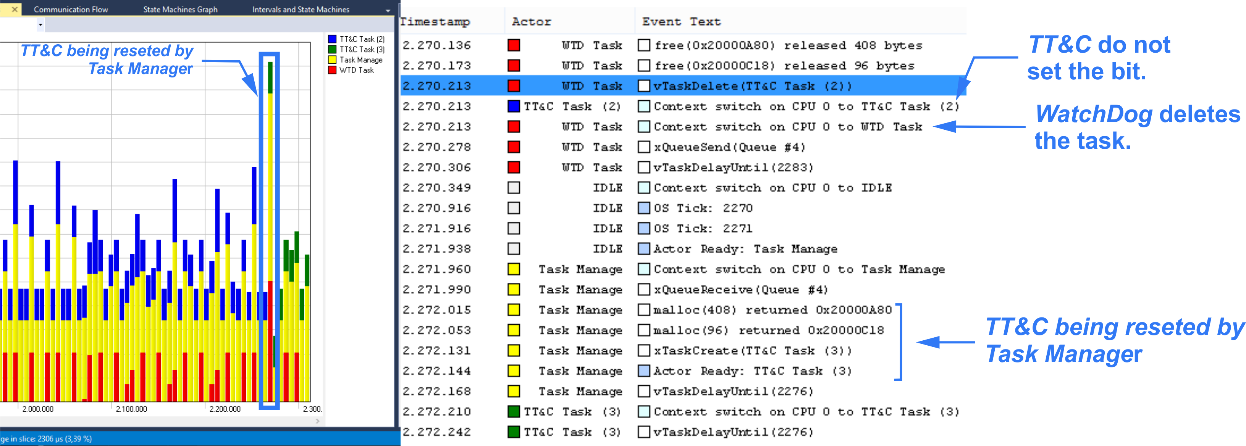 Communication Flow
State Machines Graph
Intervals and State Machines
TT&C being reseted by
Task Manager
TT&C Task (2)
TT&C Task (3)
Task Manage
WTD Task
2.000.000
2.100.000
2.200.000
2.300.
ge in slice: 2306 µs (3,39 %)
Timestamp Actor Event Text
2.270.136 WTD Task free(0x20000A80) released 408 bytes
2.270.173 WTD Task free(0x20000C18) released 96 bytes
2.270.213 WTD Task vTaskDelete(TT&C Task (2))
2.270.213 TT&C Task (2) Context switch on CPU 0 to TT&C Task (2)
2.270.213 WTD Task Context switch on CPU 0 to WTD Task
2.270.278 WTD Task xQueueSend(Queue #4)
2.270.306 WTD Task vTaskDelayUntil(2283)
2.270.349 IDLE Context switch on CPU 0 to IDLE
2.270.916 IDLE OS Tick: 2270
2.271.916 IDLE OS Tick: 2271
2.271.938 IDLE Actor Ready: Task Manage
2.271.960 Task Manage Context switch on CPU 0 to Task Manage
2.271.990 Task Manage xQueueReceive(Queue #4)
2.272.015 Task Manage malloc(408) returned 0x20000A80
2.272.053 Task Manage malloc(96) returned 0x20000C18
2.272.131 Task Manage xTaskCreate(TT&C Task (3))
2.272.144 Task Manage Actor Ready: TT&C Task (3)
2.272.168 Task Manage vTaskDelayUntil(2276)
2.272.210 TT&C Task (3) Context switch on CPU 0 to TT&C Task (3)
2.272.242 TT&C Task (3) vTaskDelayUntil(2276)
TT&C do not
set the bit.
WatchDog deletes
the task.
TT&C being reseted by
Task Manager